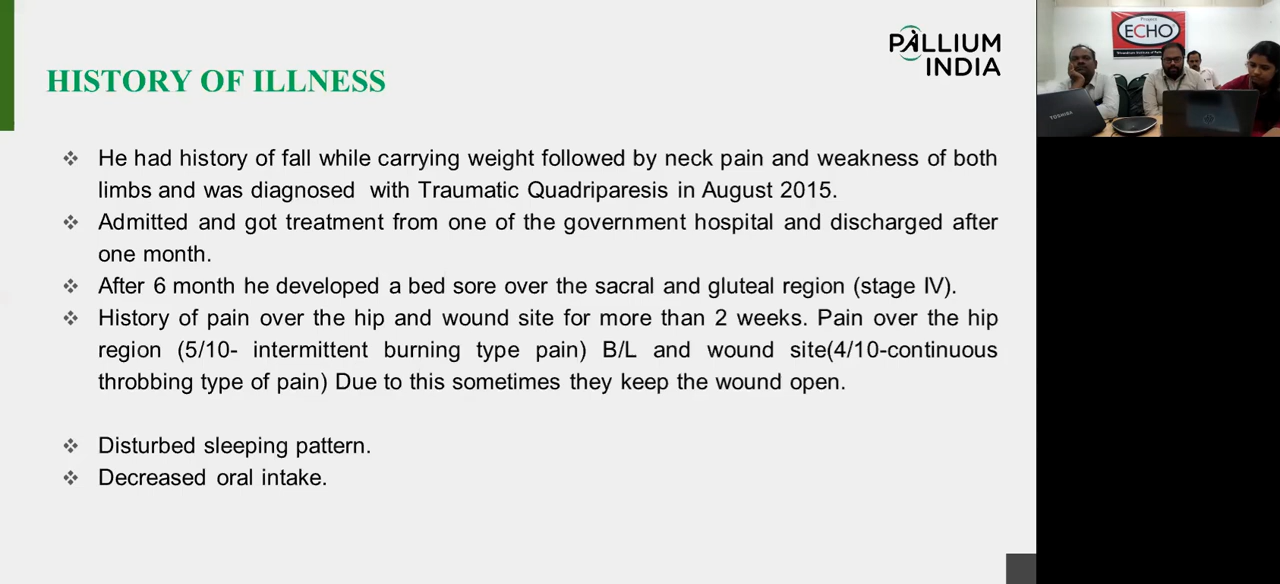 PALLIUM
INDIA
HISTORY OF ILLNESS
He had history of fall while carrying weight followed by neck pain and weakness of both
limbs and was diagnosed with Traumatic Quadriparesis in August 2015.
Admitted and got treatment from one of the government hospital and discharged after
one month.
After 6 month he developed a bed sore over the sacral and gluteal region (stage IV).
History of pain over the hip and wound site for more than 2 weeks. Pain over the hip
region (5/10- intermittent burning type pain) B/L and wound site(4/10-continuous
throbbing type of pain) Due to this sometimes they keep the wound open.
Disturbed sleeping pattern.
Decreased oral intake.
Project
ECHO
TOSHIBA